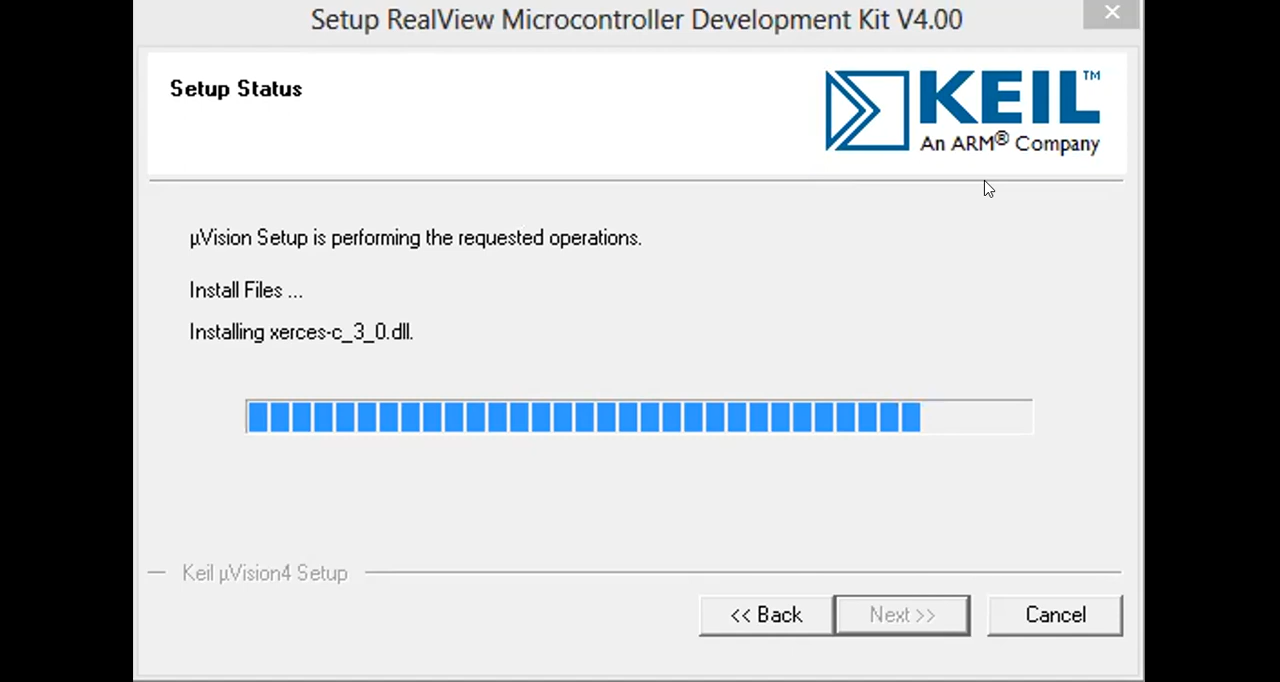 Setup RealView Microcontroller Development Kit V4.00
Setup Status
KEIL™
An ARM® Company
µVision Setup is performing the requested operations.
Install Files ...
Installing xerces-c_3_0.dll.
Keil µVision4 Setup
<< Back
Next >>
Cancel